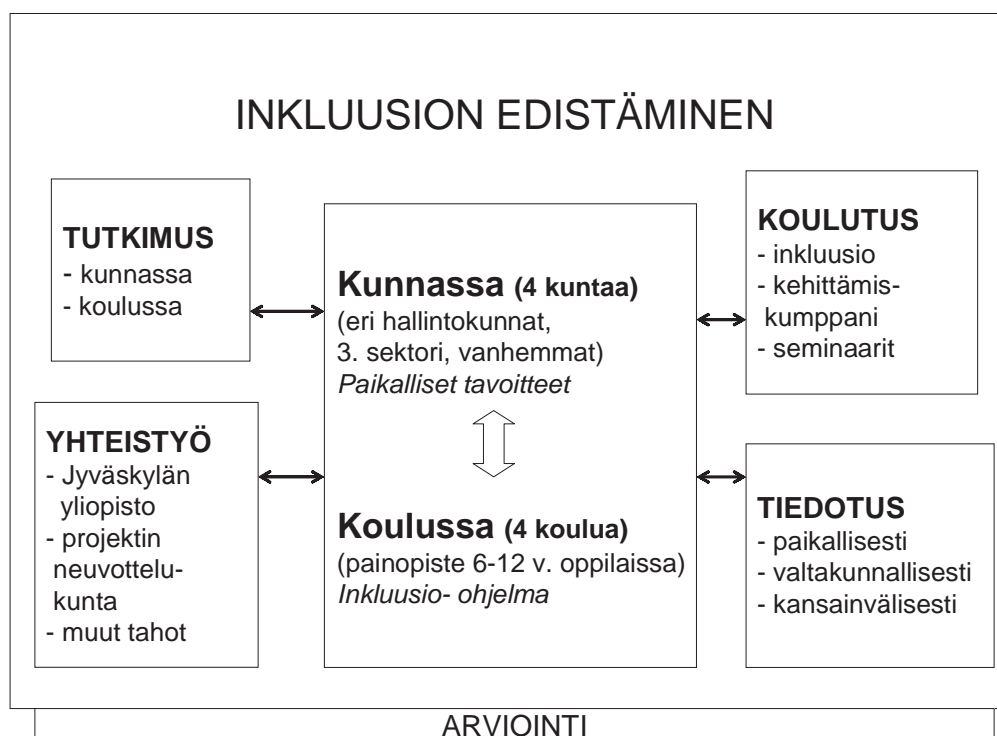 INKLUUSION EDISTÄMINEN
TUTKIMUS
- kunnassa
- koulussa
YHTEISTYÖ
- Jyväskylän
yliopisto
- projektin
neuvottelu-
kunta
- muut tahot
Kunnassa (4 kuntaa)
(eri hallintokunnat,
3. sektori, vanhemmat)
Paikalliset tavoitteet
Koulussa (4 koulua)
(painopiste 6-12 v. oppilaissa)
Inkluusio- ohjelma
KOULUTUS
- inkluusio
- kehittämis-
kumppani
- seminaarit
TIEDOTUS
- paikallisesti
- valtakunnallisesti
- kansainvälisesti
ARVIOINTI